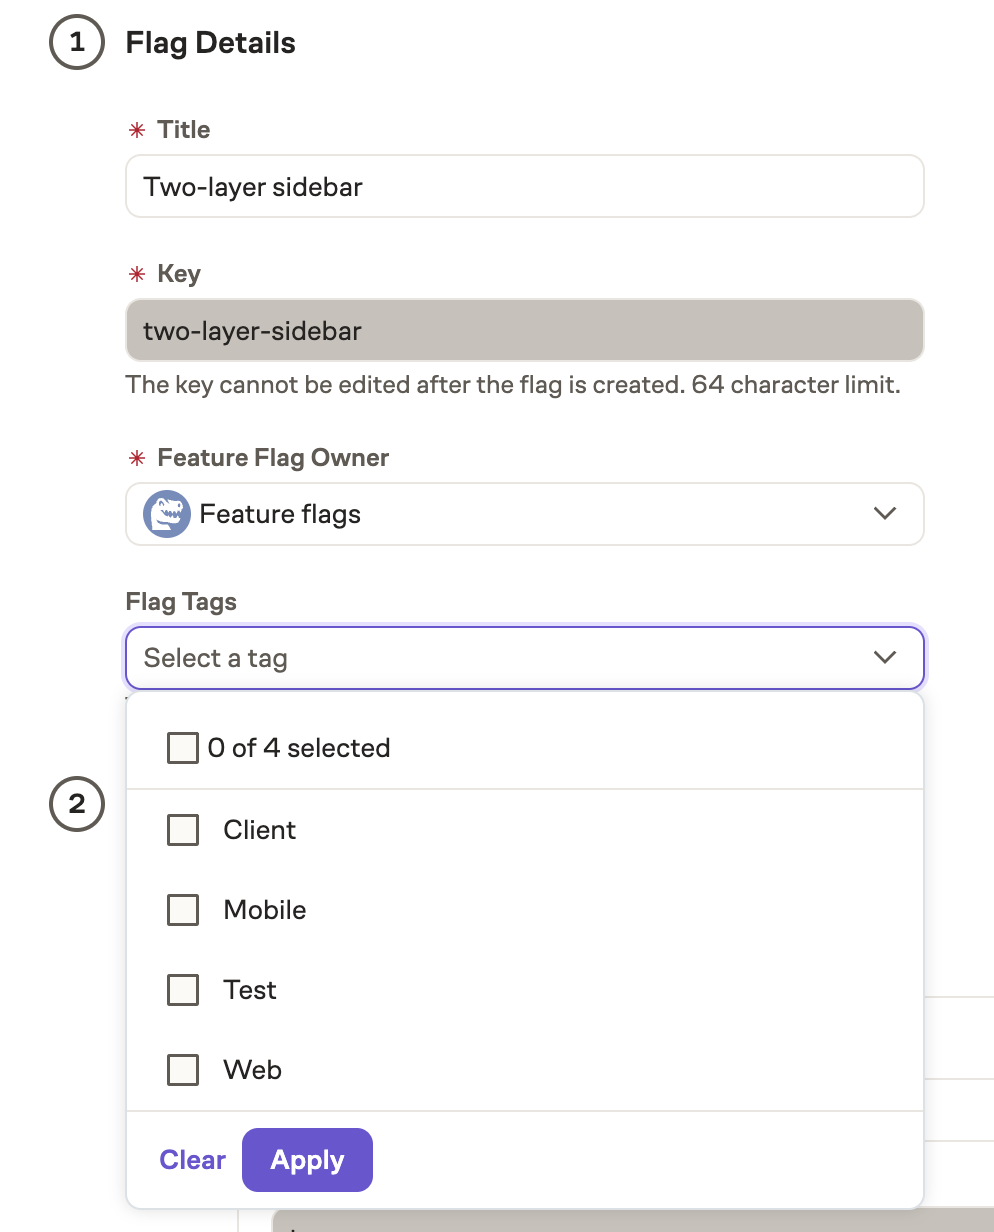 1 Flag Details
* Title
Two-layer sidebar
* Key
two-layer-sidebar
The key cannot be edited after the flag is created. 64 character limit.
* Feature Flag Owner
Feature flags
Flag Tags
Select a tag
0 of 4 selected
2
Client
Mobile
Test
Web
Clear Apply